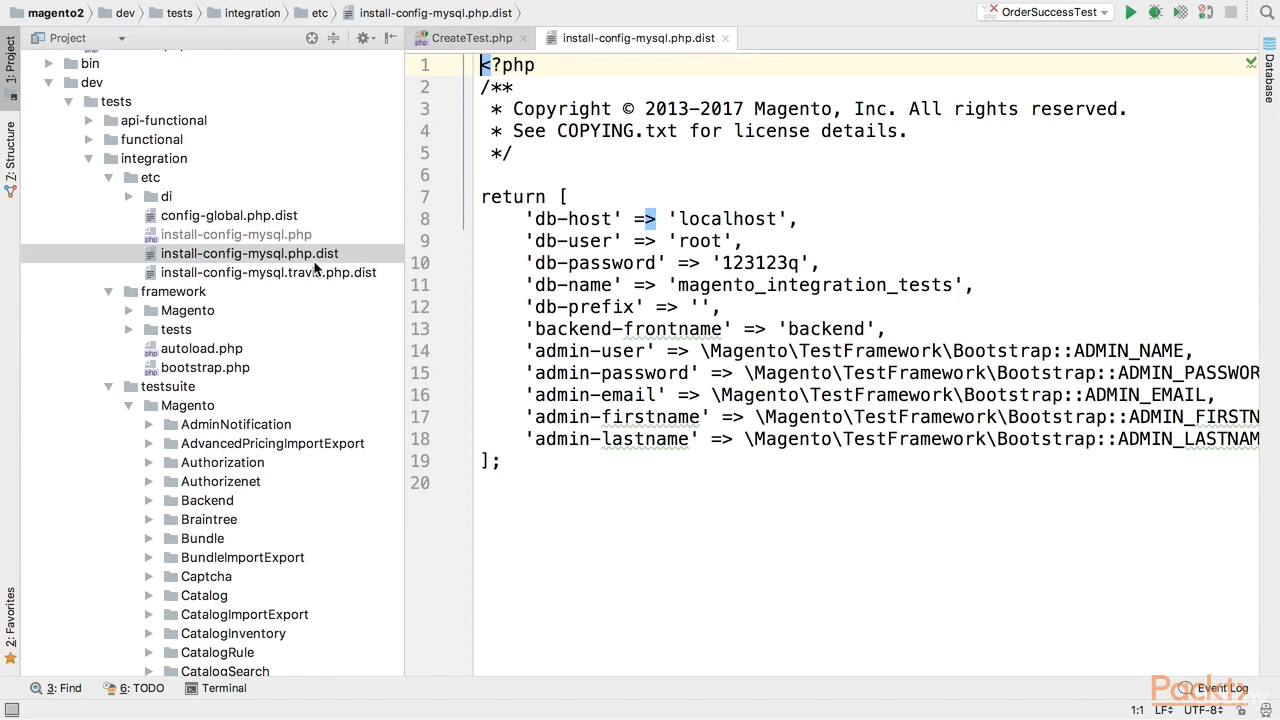 magento2 dev tests integration etc install-config-mysql.php.dist OrderSuccessTest
Project CreateTest.php install-config-mysql.php.dist
1: Project
Z: Structure
2: Favorites
bin
dev
tests
api-functional
functional
integration
etc
di
config-global.php.dist
install-config-mysql.php
install-config-mysql.php.dist
install-config-mysql.travis.php.dist
framework
Magento
tests
autoload.php
bootstrap.php
testsuite
Magento
AdminNotification
AdvancedPricingImportExport
Authorization
Authorizenet
Backend
Braintree
Bundle
BundleImportExport
Captcha
Catalog
CatalogImportExport
CatalogInventory
CatalogRule
CatalogSearch
1 <?php
2 /**
3 * Copyright © 2013-2017 Magento, Inc. All rights reserved.
4 * See COPYING.txt for license details.
5 */
6
7 return [
8 'db-host' => 'localhost',
9 'db-user' => 'root',
10 'db-password' => '123123q',
11 'db-name' => 'magento_integration_tests',
12 'db-prefix' => '',
13 'backend-frontname' => 'backend',
14 'admin-user' => \Magento\TestFramework\Bootstrap::ADMIN_NAME,
15 'admin-password' => \Magento\TestFramework\Bootstrap::ADMIN_PASSWOR
16 'admin-email' => \Magento\TestFramework\Bootstrap::ADMIN_EMAIL,
17 'admin-firstname' => \Magento\TestFramework\Bootstrap::ADMIN_FIRSTN
18 'admin-lastname' => \Magento\TestFramework\Bootstrap::ADMIN_LASTNAM
19 ];
20
Database
3: Find 6: TODO Terminal Event Log
Packt
1:1 LF UTF-8